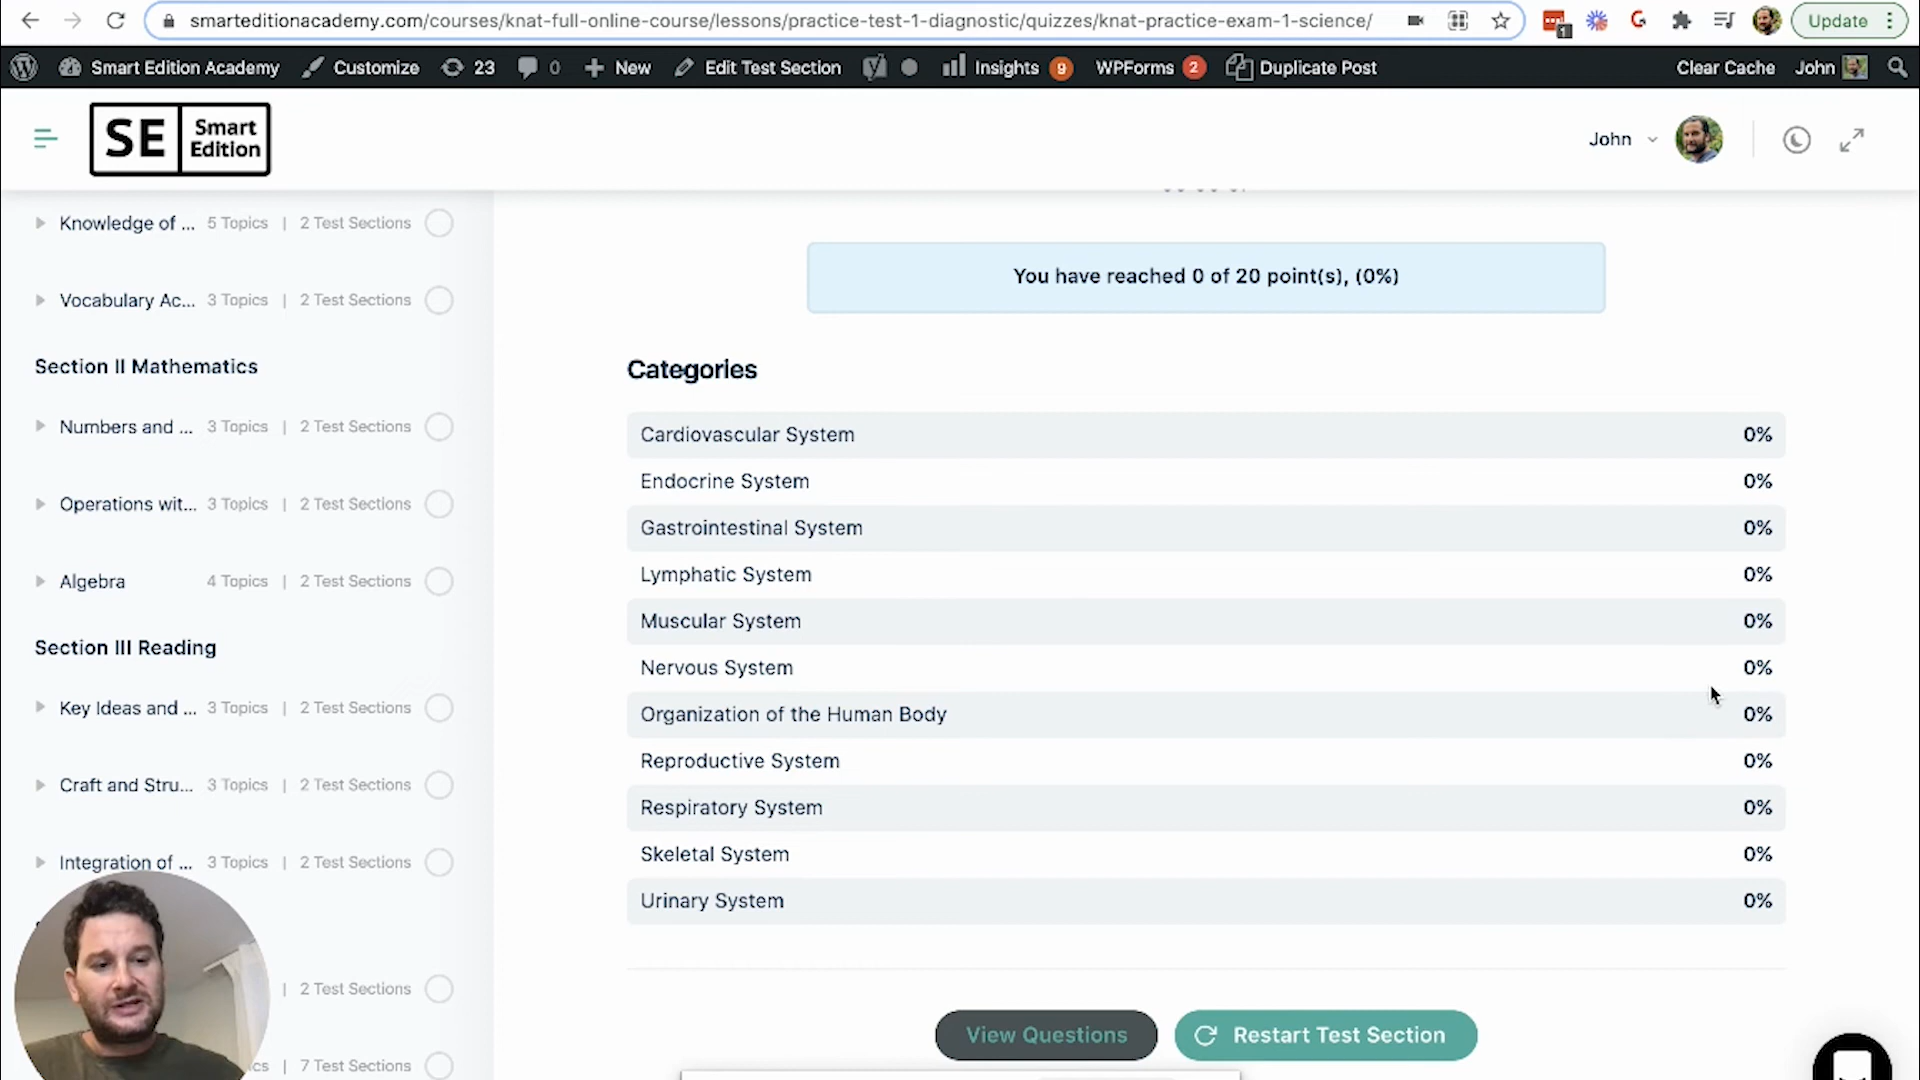 smarteditionacademy.com/courses/knat-full-online-course/lessons/practice-test-1-diagnostic/quizzes/knat-practice-exam-1-science/
1
Update
Smart Edition Academy
Customize
23
0
New
Edit Test Section
Insights 9
WPForms 2
Duplicate Post
Clear Cache
John
SE Smart Edition
John
Knowledge of ... 5 Topics | 2 Test Sections
Vocabulary Ac... 3 Topics | 2 Test Sections
Section II Mathematics
Numbers and ... 3 Topics | 2 Test Sections
Operations wit... 3 Topics | 2 Test Sections
Algebra 4 Topics | 2 Test Sections
Section III Reading
Key Ideas and ... 3 Topics | 2 Test Sections
Craft and Stru... 3 Topics | 2 Test Sections
Integration of ... 3 Topics | 2 Test Sections
| 2 Test Sections
cs | 7 Test Sections
You have reached 0 of 20 point(s), (0%)
Categories
Cardiovascular System 0%
Endocrine System 0%
Gastrointestinal System 0%
Lymphatic System 0%
Muscular System 0%
Nervous System 0%
Organization of the Human Body 0%
Reproductive System 0%
Respiratory System 0%
Skeletal System 0%
Urinary System 0%
View Questions
Restart Test Section